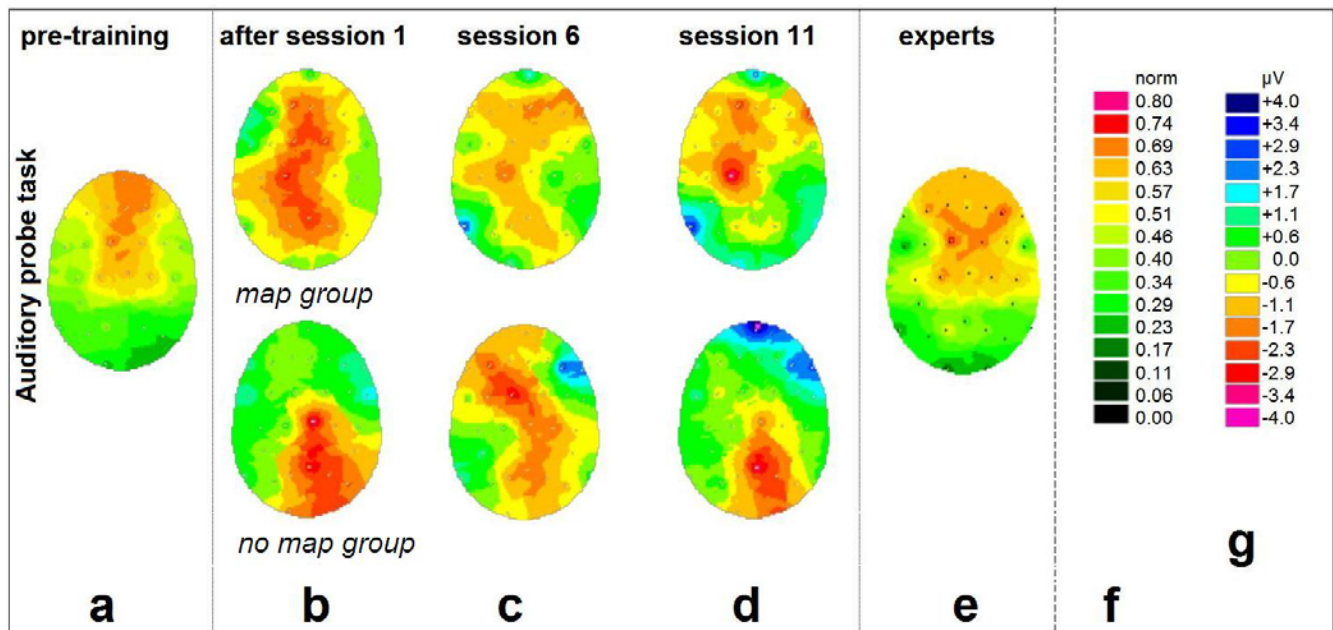 pre-training
after session 1
session 6
session 11
experts
Auditory probe task
map group
no map group
norm
0.80
0.74
0.69
0.63
0.57
0.51
0.46
0.40
0.34
0.29
0.23
0.17
0.11
0.06
0.00
µV
+4.0
+3.4
+2.9
+2.3
+1.7
+1.1
+0.6
0.0
-0.6
-1.1
-1.7
-2.3
-2.9
-3.4
-4.0
a
b
c
d
e
f
g